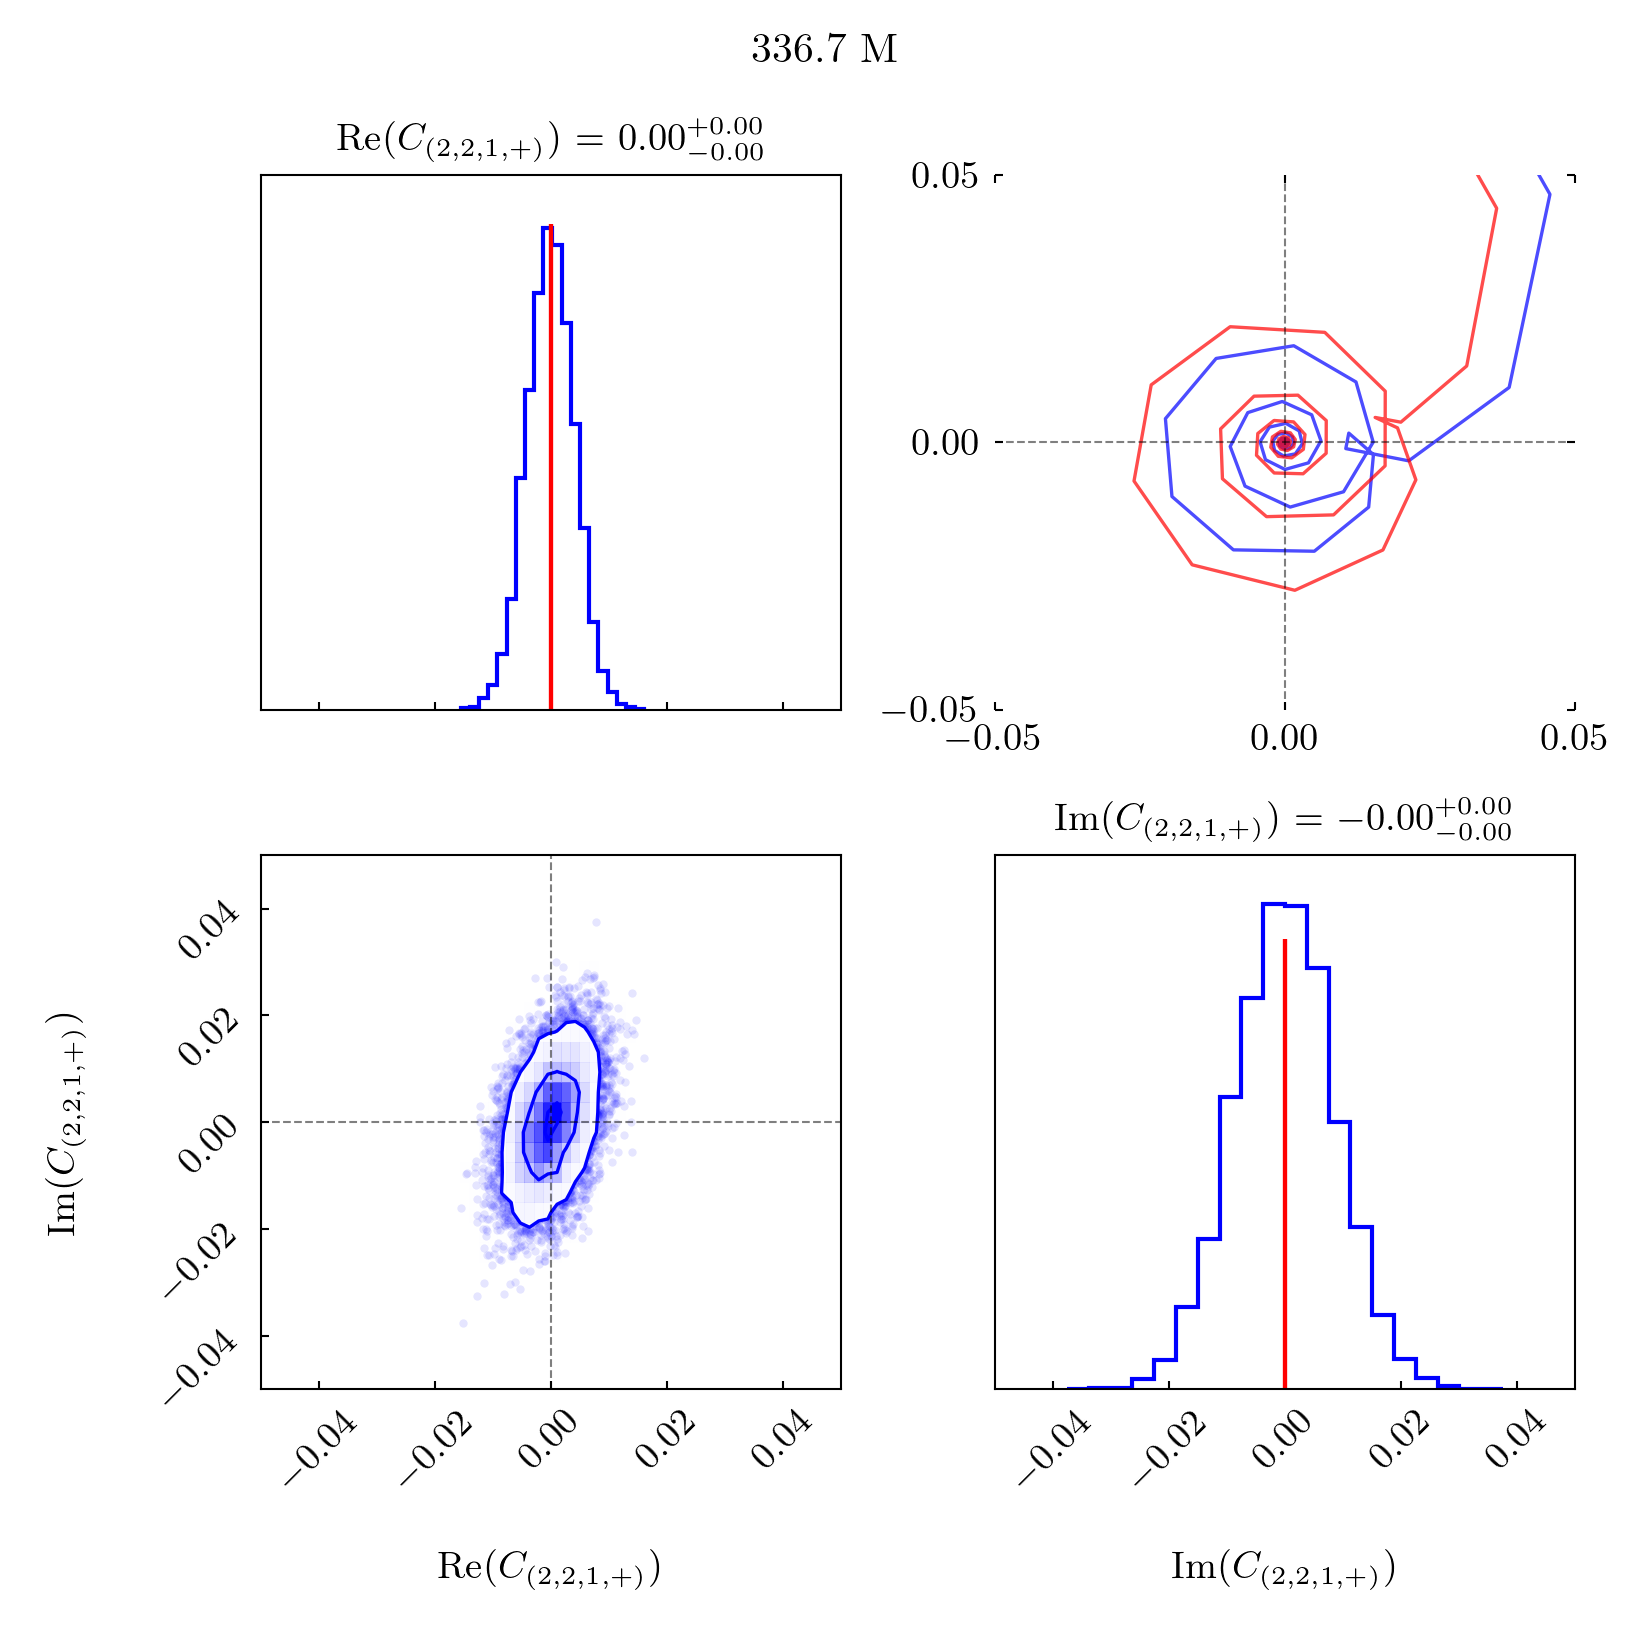 336.7 M
Re(C₍₂,₂,₁,₊₎) = 0.00⁺⁰·⁰⁰₋₀.₀₀
0.05
0.00
−0.05
−0.05 0.00 0.05
Im(C₍₂,₂,₁,₊₎) = −0.00⁺⁰·⁰⁰₋₀.₀₀
Im(C₍₂,₂,₁,₊₎)
0.04
0.02
0.00
−0.02
−0.04
−0.04 −0.02 0.00 0.02 0.04
Re(C₍₂,₂,₁,₊₎)
−0.04 −0.02 0.00 0.02 0.04
Im(C₍₂,₂,₁,₊₎)